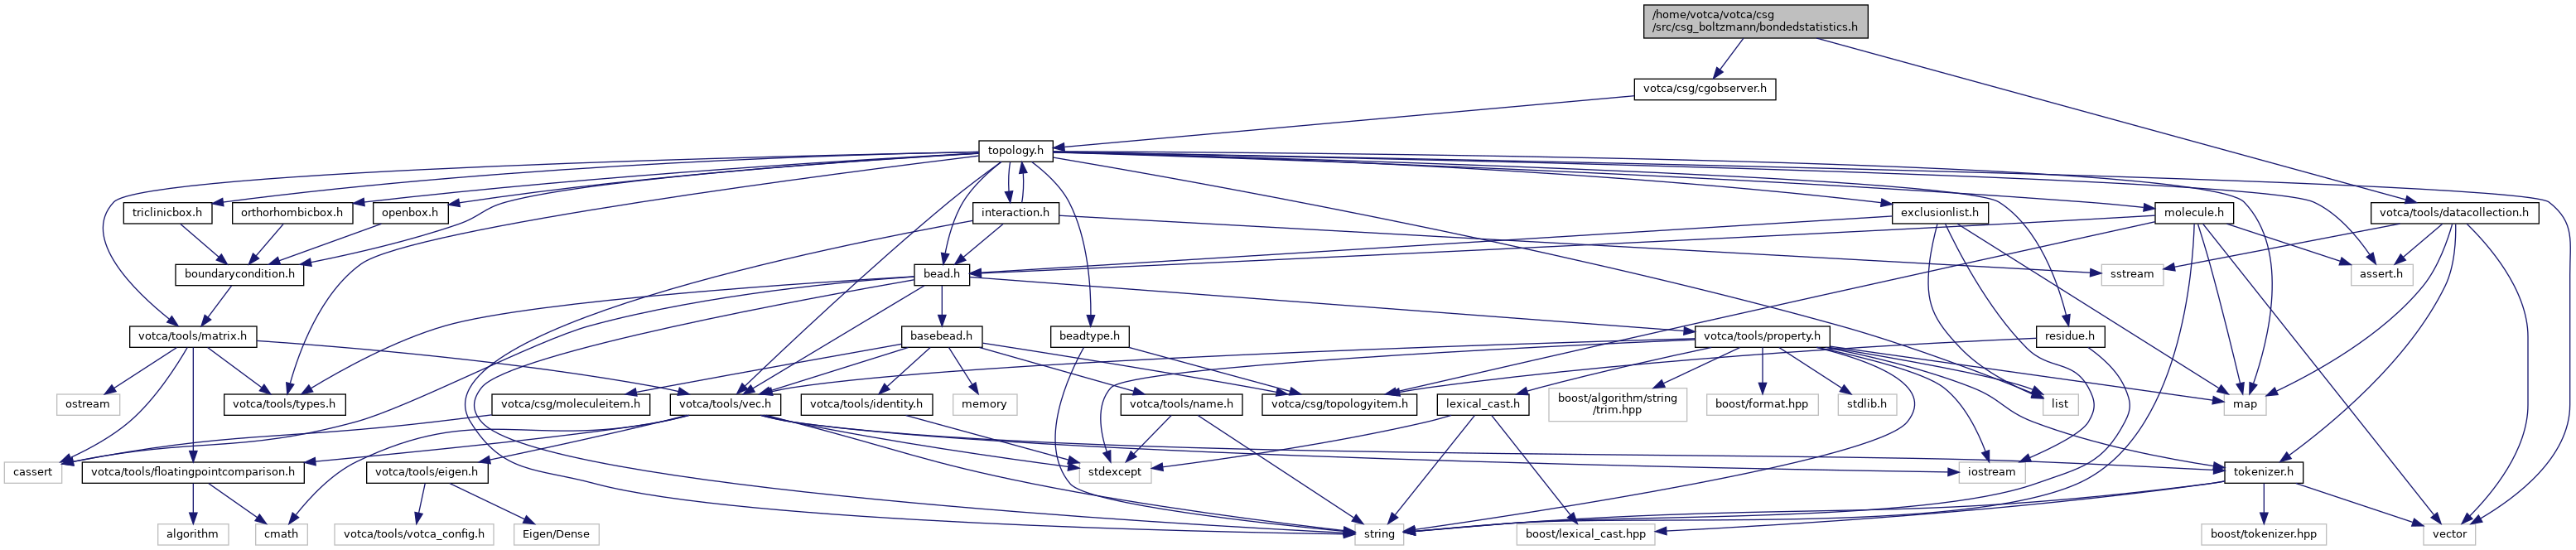 /home/votca/votca/csg
/src/csg_boltzmann/bondedstatistics.h
votca/csg/cgobserver.h
topology.h
triclinicbox.h
orthorhombicbox.h
openbox.h
interaction.h
exclusionlist.h
molecule.h
votca/tools/datacollection.h
boundarycondition.h
bead.h
sstream
assert.h
votca/tools/matrix.h
basebead.h
beadtype.h
votca/tools/property.h
residue.h
ostream
votca/tools/types.h
votca/csg/moleculeitem.h
votca/tools/vec.h
votca/tools/identity.h
memory
votca/tools/name.h
votca/csg/topologyitem.h
lexical_cast.h
boost/algorithm/string
/trim.hpp
boost/format.hpp
stdlib.h
list
map
cassert
votca/tools/floatingpointcomparison.h
votca/tools/eigen.h
stdexcept
iostream
tokenizer.h
algorithm
cmath
votca/tools/votca_config.h
Eigen/Dense
string
boost/lexical_cast.hpp
boost/tokenizer.hpp
vector